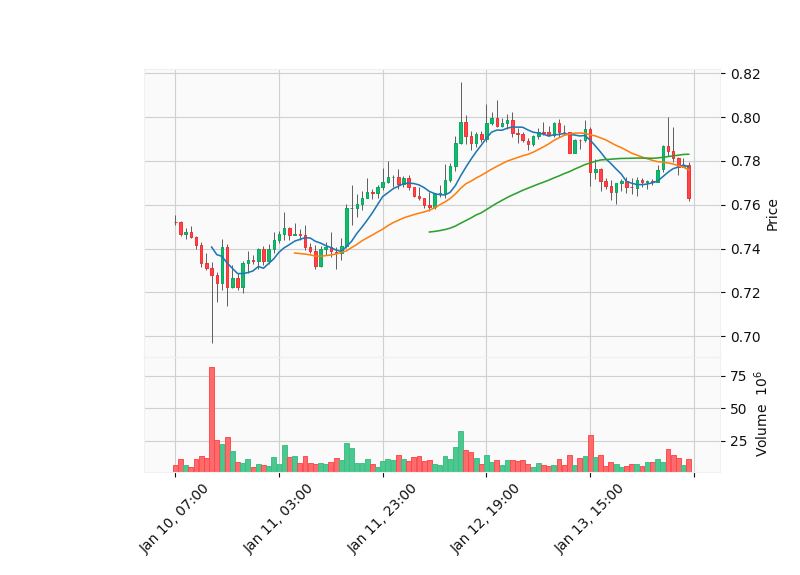 0.82
0.80
0.78
0.76
0.74
0.72
0.70
Price
75
50
25
Volume 10^6
Jan 10, 07:00
Jan 11, 03:00
Jan 11, 23:00
Jan 12, 19:00
Jan 13, 15:00